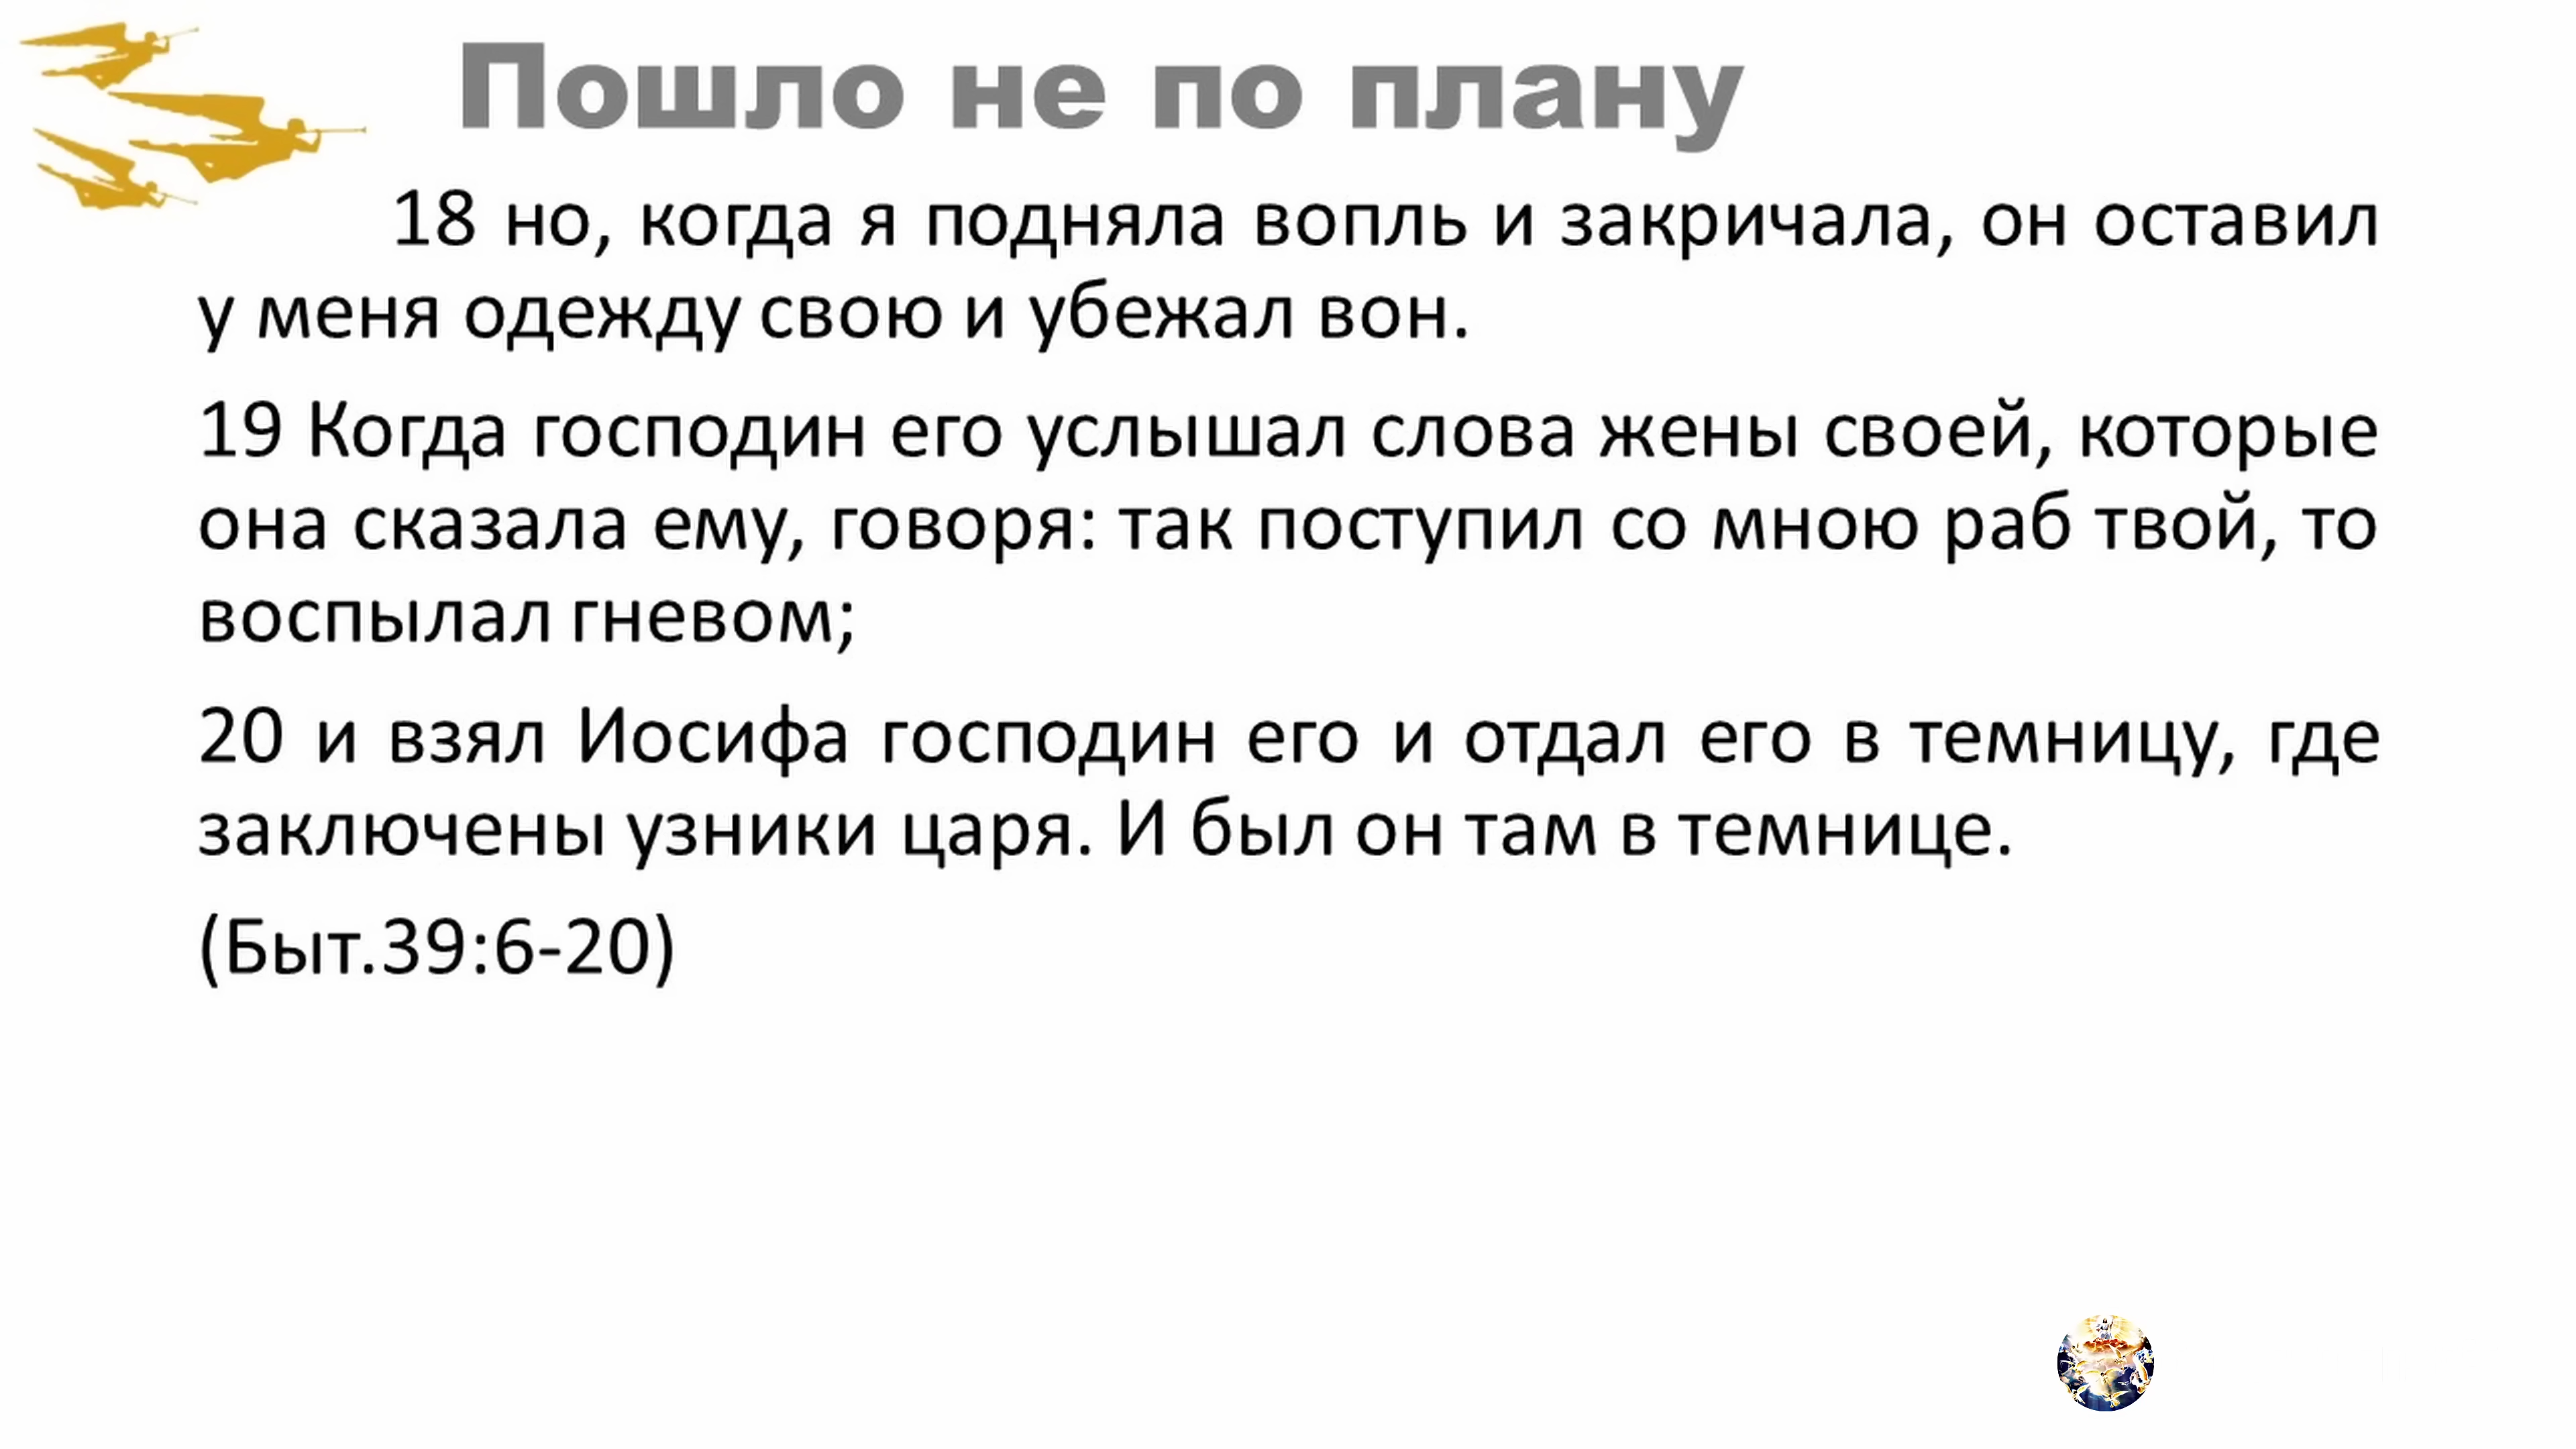 Пошло не по плану
18 но, когда я подняла вопль и закричала, он оставил
у меня одежду свою и убежал вон.
19 Когда господин его услышал слова жены своей, которые
она сказала ему, говоря: так поступил со мною раб твой, то
воспылал гневом;
20 и взял Иосифа господин его и отдал его в темницу, где
заключены узники царя. И был он там в темнице.
(Быт.39:6-20)